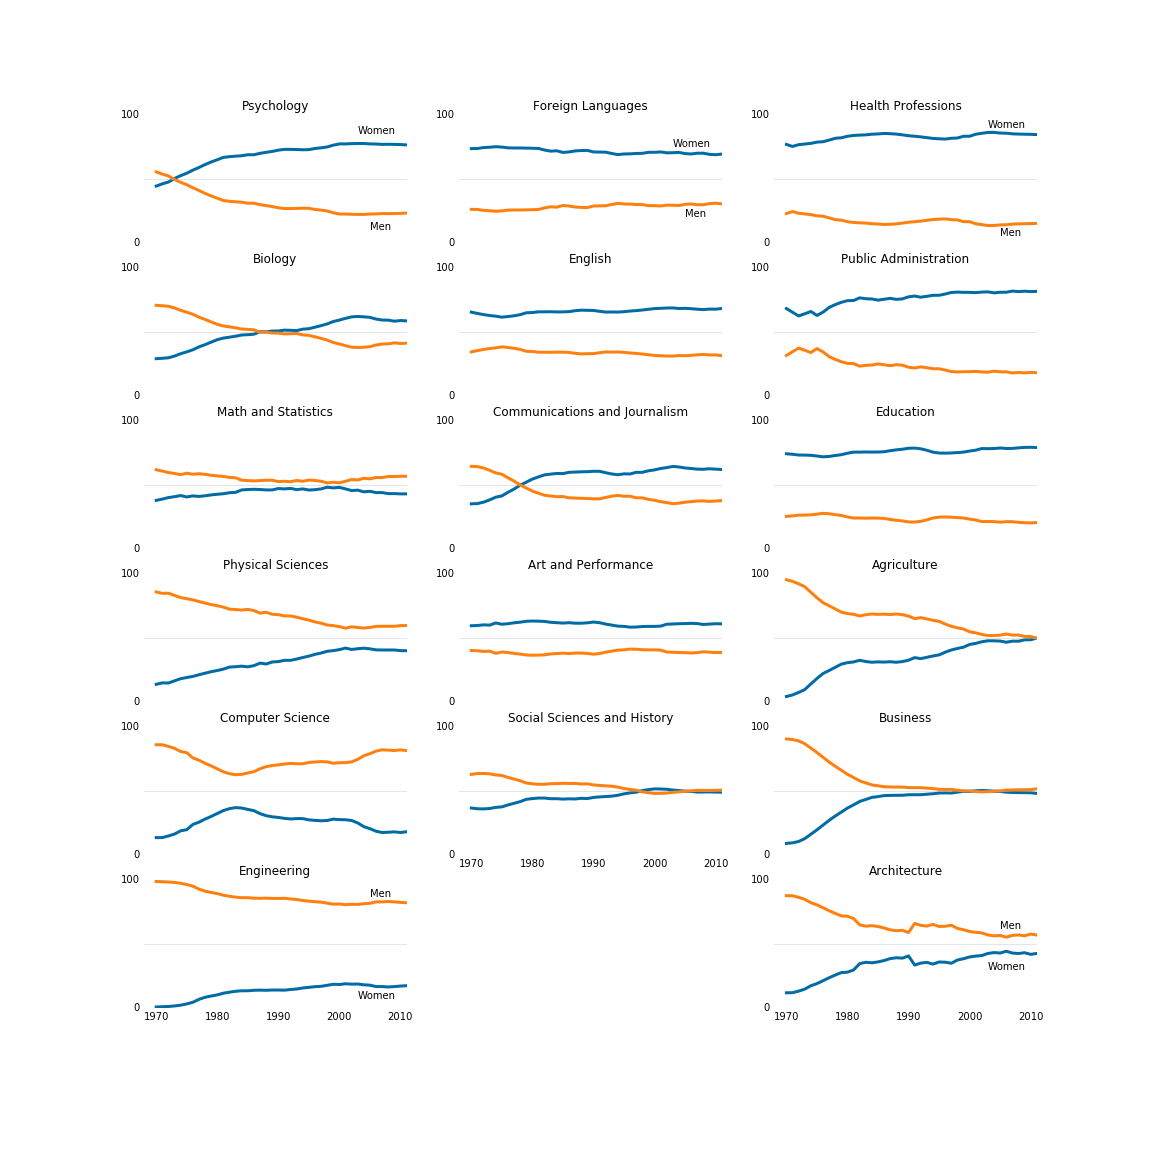 Psychology
Foreign Languages
Health Professions
100
Women
Men
0
Women
Men
100
Women
Men
0
Biology
English
Public Administration
100
0
100
0
100
0
Math and Statistics
Communications and Journalism
Education
100
0
100
0
100
0
Physical Sciences
Art and Performance
Agriculture
100
0
100
0
100
0
Computer Science
Social Sciences and History
Business
100
0
100
0
1970 1980 1990 2000 2010
100
0
Engineering
Architecture
100
Men
Women
0
1970 1980 1990 2000 2010
100
Men
Women
0
1970 1980 1990 2000 2010